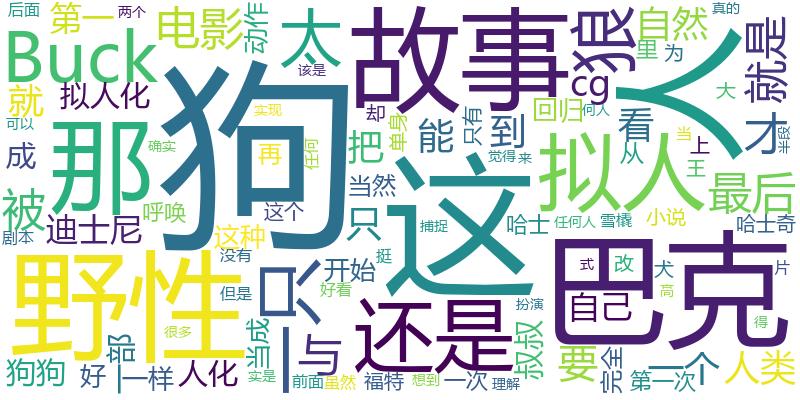 后面 第一 两个 电影 动作 太 故事 狼 自然 真的
Buck 该是 里 为 就是
就 拟人化 狗 cg 人 大
可以 那 实现 却 单身 只有 回归 看 才
成 确实 再 任何 把 能 到 何人 从 当 上 半段
被 呼唤 当然 这 觉得 来 拟人 王 最后
剧本 迪士尼 这个 只 捕捉 哈士 任何人 雪橇 小说 哈士奇
野性 这种 没有 叫 开始 挺 巴克 式 改 犬 片
但是 好看 还是 扮演 自己 高 得
部 很多 当成 与 叔叔 要 完全 一个 人类
狗狗 好 一样 人化 实是 前面 虽然 福特 想到 一次 理解 第一次